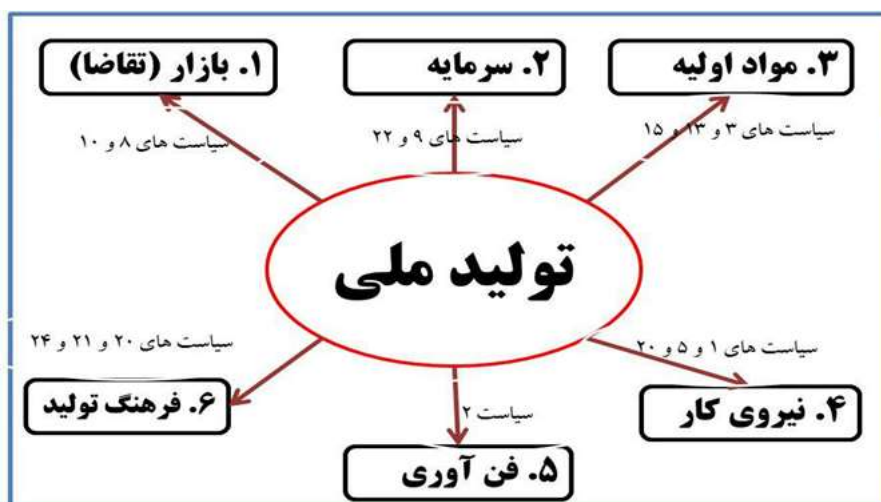 ۳. مواد اولیه
۲. سرمایه
۱. بازار (تقاضا)
سیاست های ۳ و ۱۳ و ۱۵
سیاست های ۹ و ۲۲
سیاست های ۸ و ۱۰
تولید ملی
سیاست های ۱ و ۵ و ۲۰
سیاست ۲
سیاست های ۲۰ و ۲۱ و ۲۴
۴. نیروی کار
۵. فن آوری
۶. فرهنگ تولید